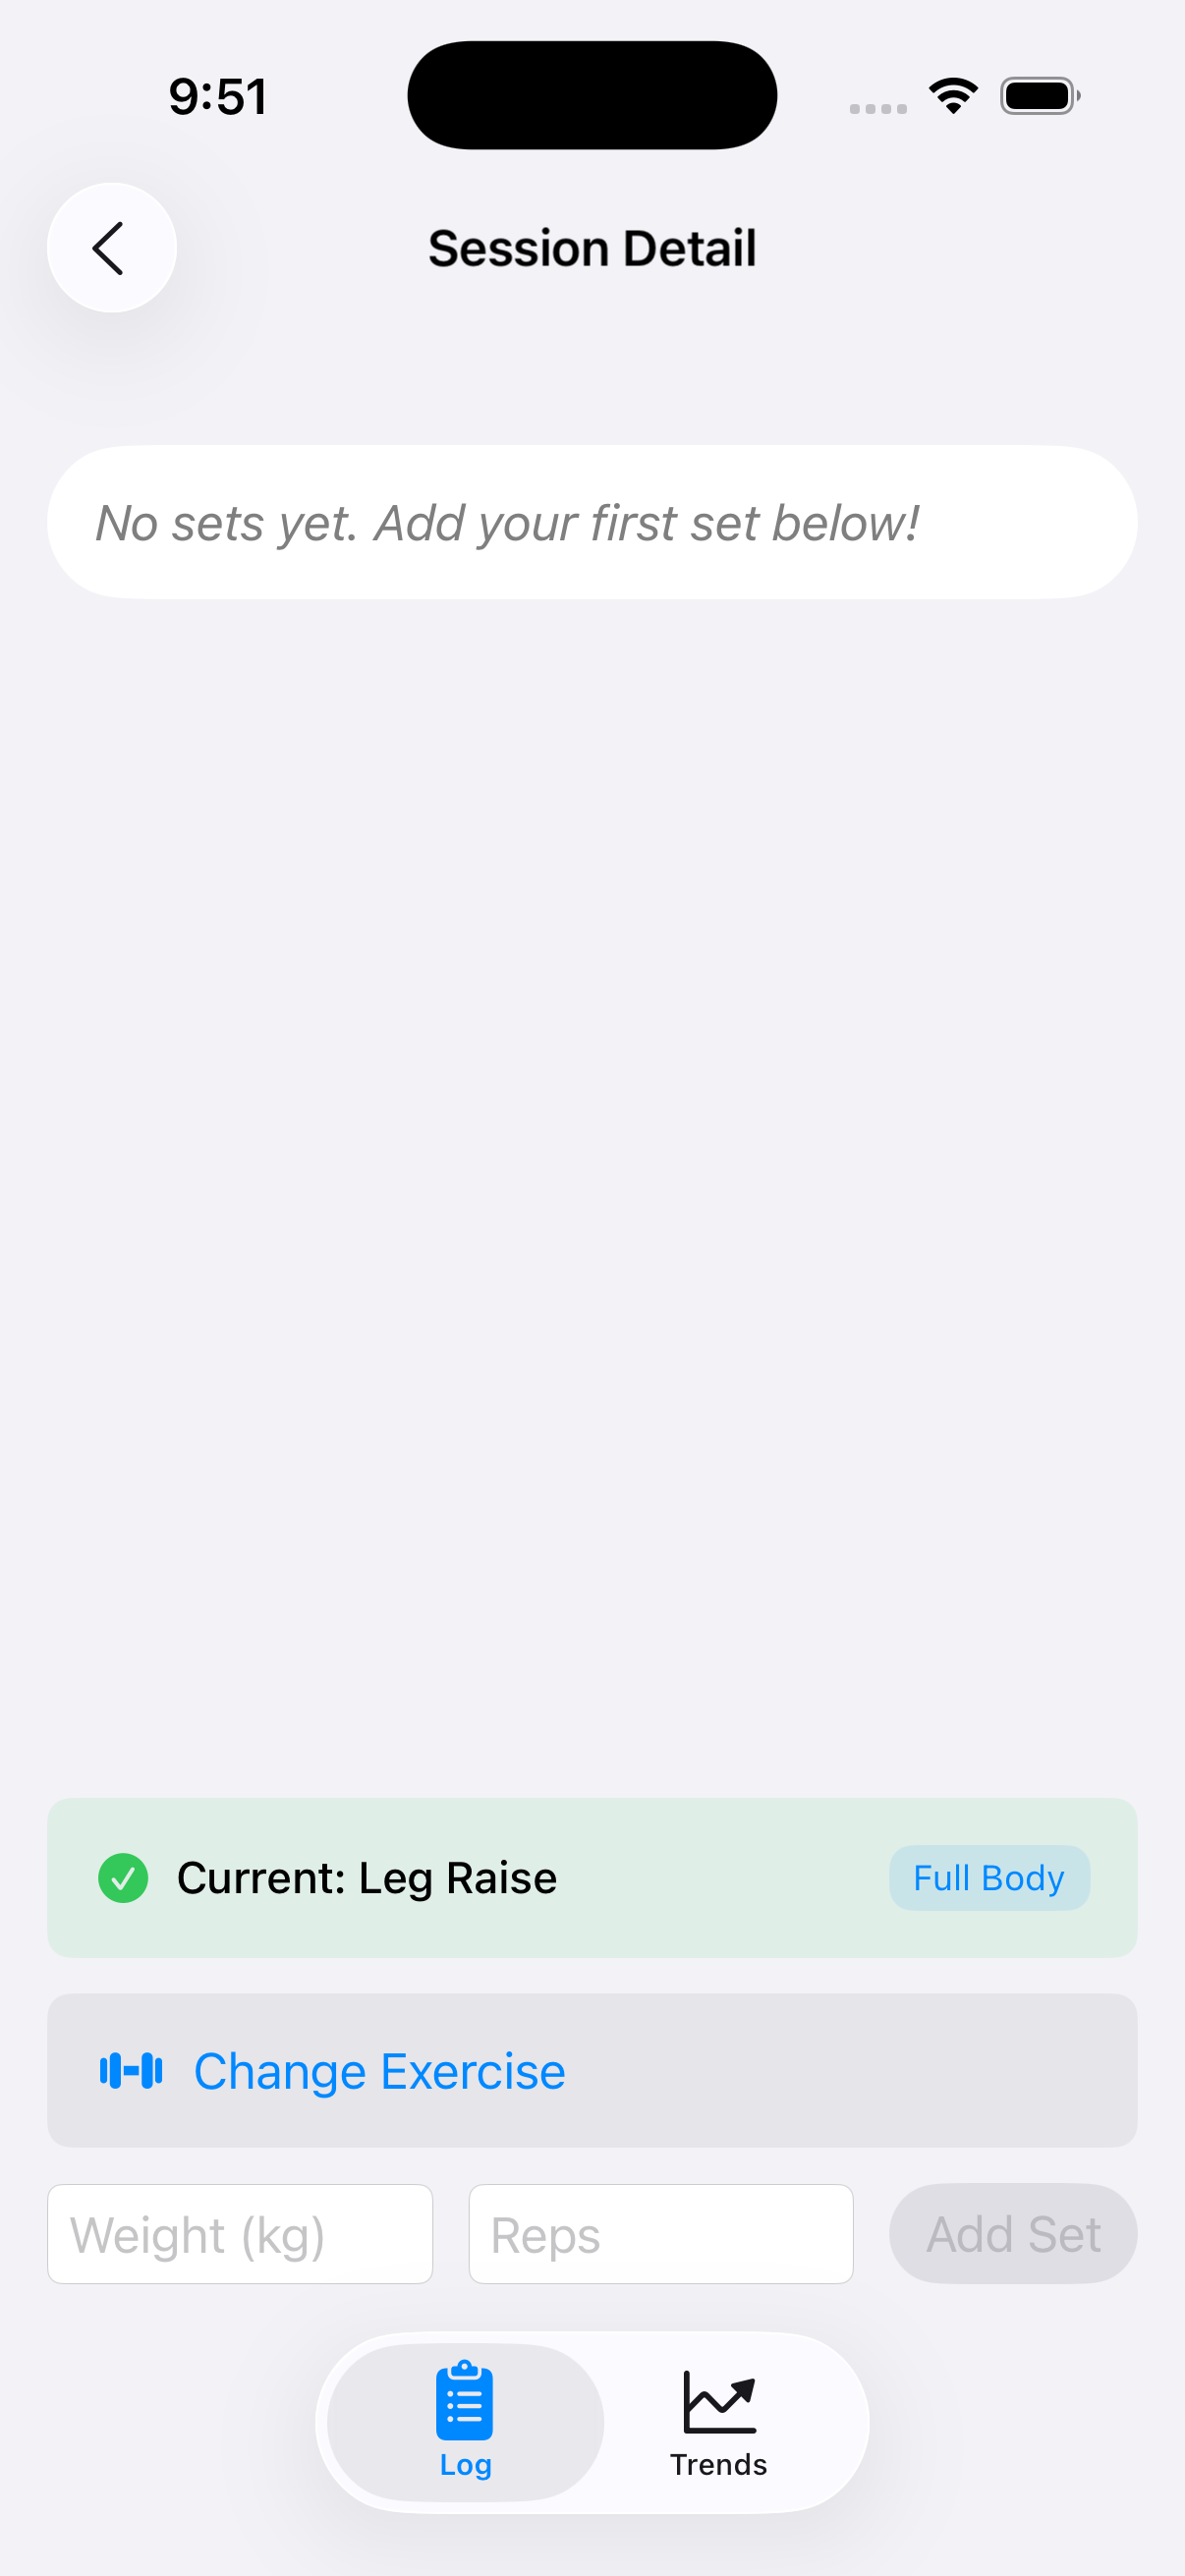 9:51
Session Detail
No sets yet. Add your first set below!
Current: Leg Raise
Full Body
Change Exercise
Weight (kg)
Reps
Add Set
Log
Trends